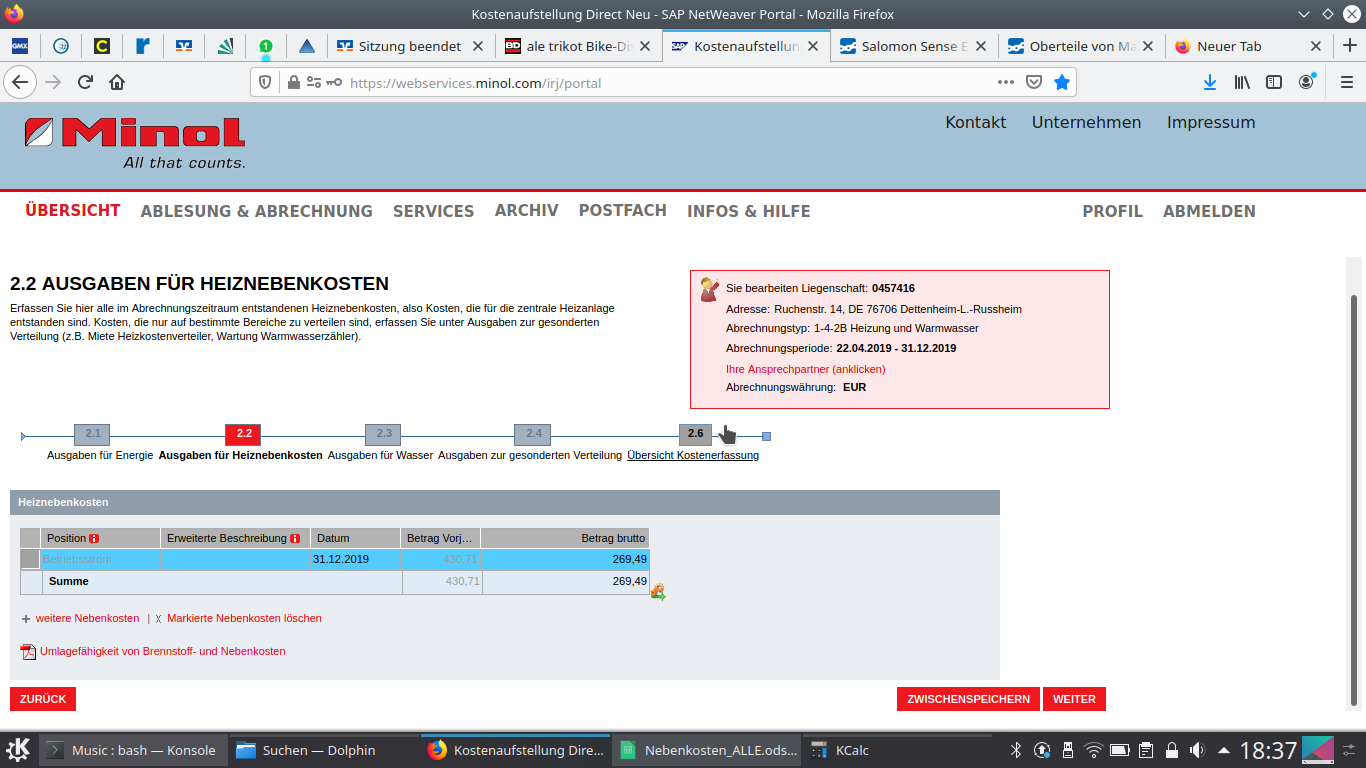 Kostenaufstellung Direct Neu - SAP NetWeaver Portal - Mozilla Firefox
GMX
C
r
1
Sitzung beendet
BD
ale trikot Bike-Dis
SAP
Kostenaufstellun
Salomon Sense E
Oberteile von Ma
Neuer Tab
https://webservices.minol.com/irj/portal
Minol
All that counts.
Kontakt Unternehmen Impressum
ÜBERSICHT ABLESUNG & ABRECHNUNG SERVICES ARCHIV POSTFACH INFOS & HILFE PROFIL ABMELDEN
2.2 AUSGABEN FÜR HEIZNEBENKOSTEN
Erfassen Sie hier alle im Abrechnungszeitraum entstandenen Heiznebenkosten, also Kosten, die für die zentrale Heizanlage
entstanden sind. Kosten, die nur auf bestimmte Bereiche zu verteilen sind, erfassen Sie unter Ausgaben zur gesonderten
Verteilung (z.B. Miete Heizkostenverteiler, Wartung Warmwasserzähler).
Sie bearbeiten Liegenschaft: 0457416
Adresse: Ruchenstr. 14, DE 76706 Dettenheim-L.-Russheim
Abrechnungstyp: 1-4-2B Heizung und Warmwasser
Abrechnungsperiode: 22.04.2019 - 31.12.2019
Ihre Ansprechpartner (anklicken)
Abrechnungswährung: EUR
2.1 2.2 2.3 2.4 2.6
Ausgaben für Energie Ausgaben für Heiznebenkosten Ausgaben für Wasser Ausgaben zur gesonderten Verteilung Übersicht Kostenerfassung
Heiznebenkosten
Position Erweiterte Beschreibung Datum Betrag Vorj… Betrag brutto
Betriebsstrom 31.12.2019 430,71 269,49
Summe 430,71 269,49
weitere Nebenkosten | Markierte Nebenkosten löschen
Umlagefähigkeit von Brennstoff- und Nebenkosten
ZURÜCK ZWISCHENSPEICHERN WEITER
Music : bash — Konsole Suchen — Dolphin Kostenaufstellung Dire... Nebenkosten_ALLE.ods... KCalc 18:37